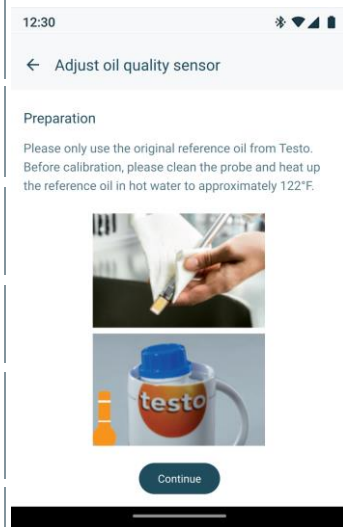 12:30
Adjust oil quality sensor
Preparation
Please only use the original reference oil from Testo.
Before calibration, please clean the probe and heat up
the reference oil in hot water to approximately 122°F.
testo
Continue